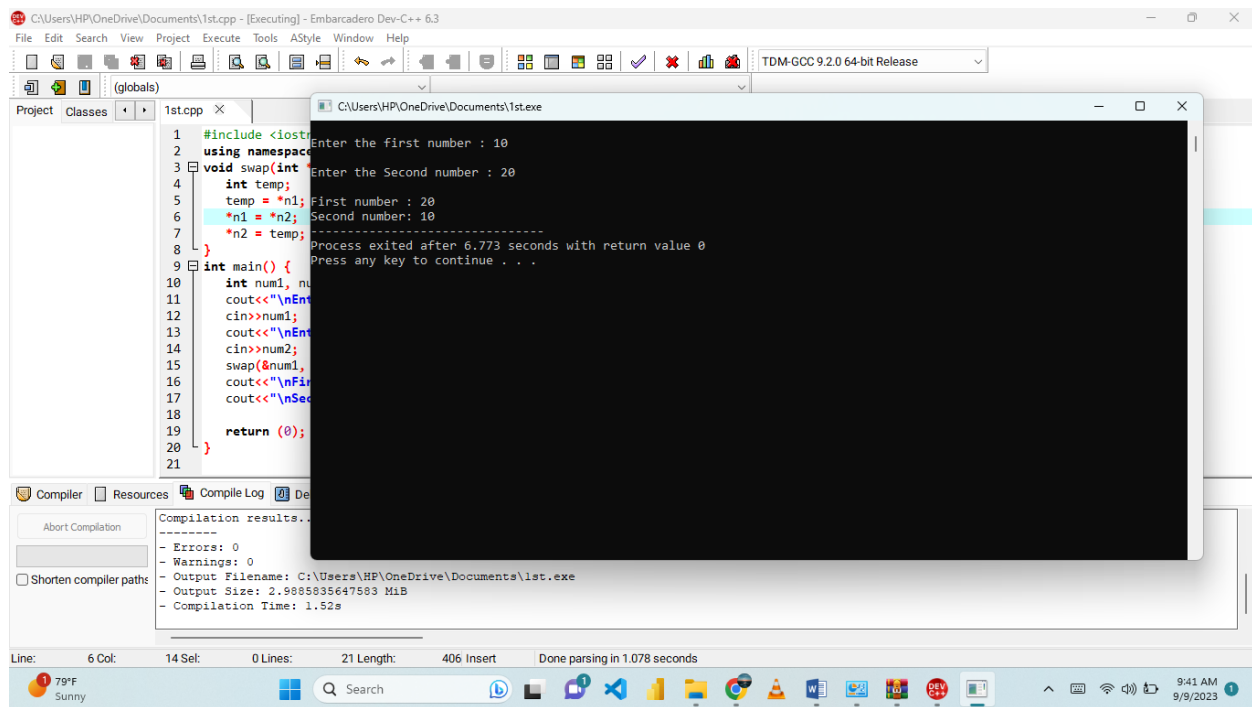 C:\Users\HP\OneDrive\Documents\1st.cpp - [Executing] - Embarcadero Dev-C++ 6.3
File Edit Search View Project Execute Tools AStyle Window Help
TDM-GCC 9.2.0 64-bit Release
(globals)
Project Classes
1st.cpp
1 #include <iostr
2 using namespace
3 void swap(int *
4 int temp;
5 temp = *n1;
6 *n1 = *n2;
7 *n2 = temp;
8 }
9 int main() {
10 int num1, nu
11 cout<<"\nEnt
12 cin>>num1;
13 cout<<"\nEnt
14 cin>>num2;
15 swap(&num1,
16 cout<<"\nFir
17 cout<<"\nSec
18
19 return (0);
20 }
21
C:\Users\HP\OneDrive\Documents\1st.exe
Enter the first number : 10
Enter the Second number : 20
First number : 20
Second number: 10
--------------------------------
Process exited after 6.773 seconds with return value 0
Press any key to continue . . .
Compiler Resources Compile Log De
Abort Compilation
Shorten compiler paths
Compilation results..
--------
- Errors: 0
- Warnings: 0
- Output Filename: C:\Users\HP\OneDrive\Documents\1st.exe
- Output Size: 2.9885835647583 MiB
- Compilation Time: 1.52s
Line: 6 Col: 14 Sel: 0 Lines: 21 Length: 406 Insert Done parsing in 1.078 seconds
1
79°F
Sunny
Search
1
DEV C++
9:41 AM
9/9/2023
1